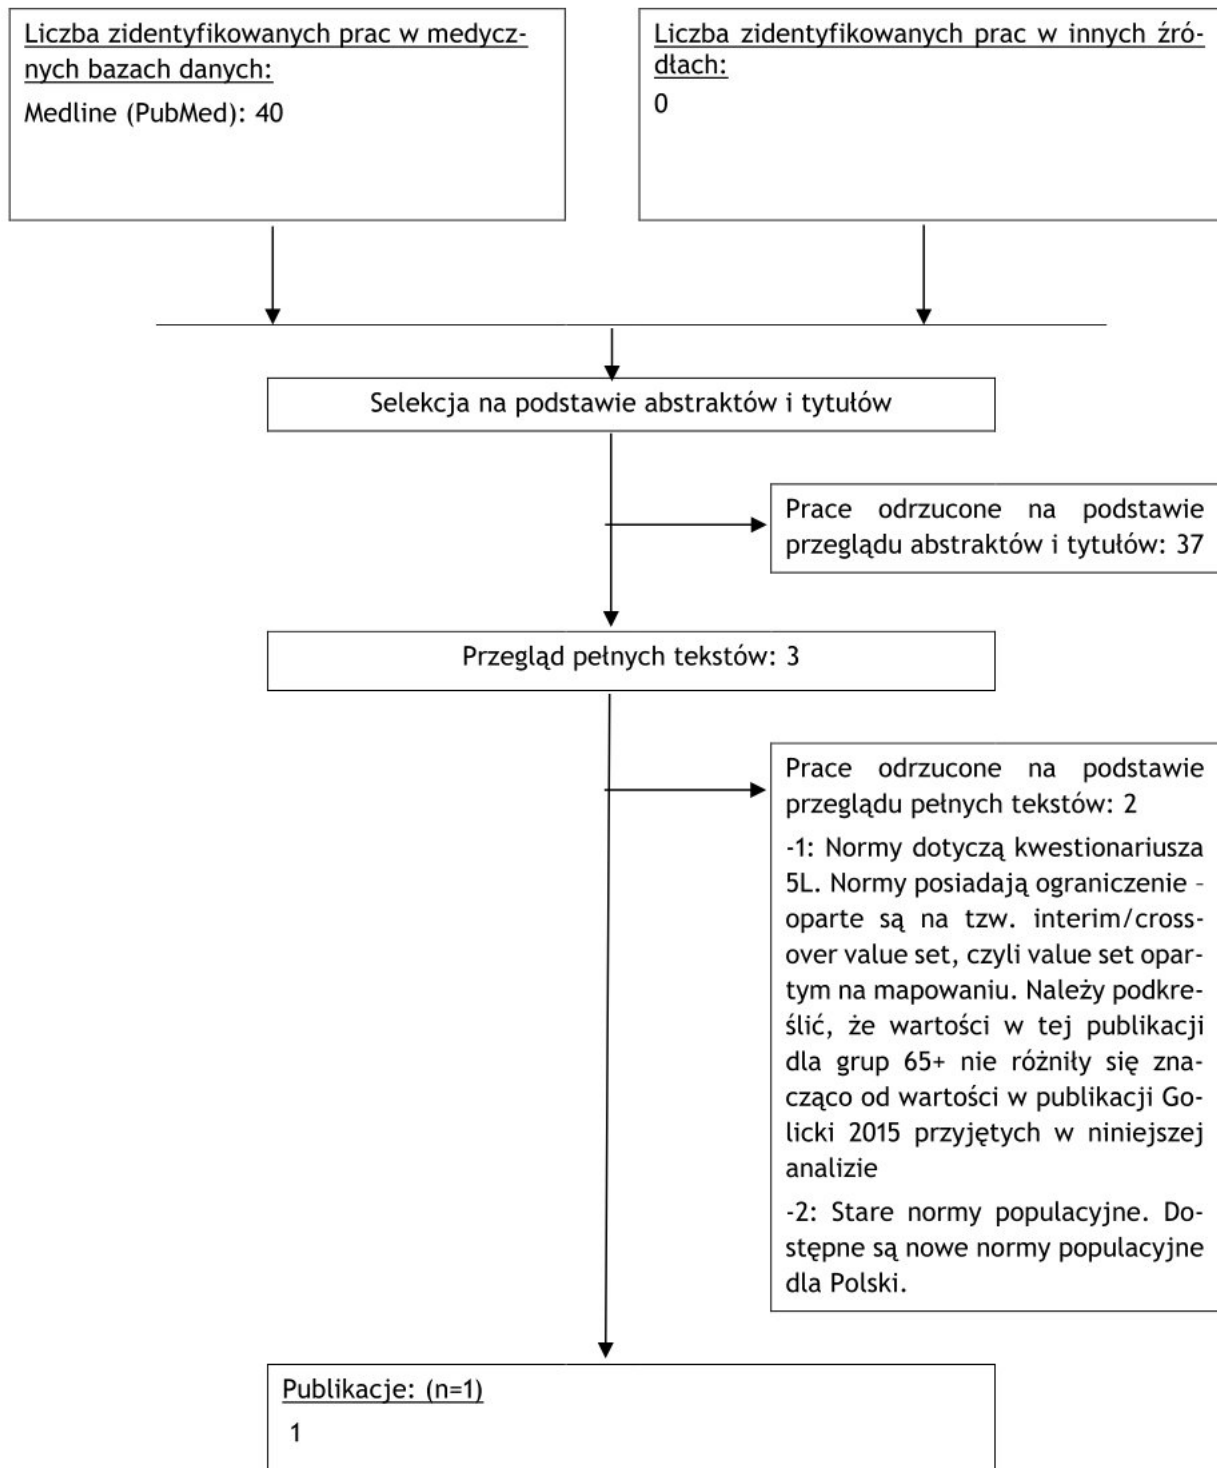 Liczba zidentyfikowanych prac w medycz-
nych bazach danych:
Medline (PubMed): 40
Liczba zidentyfikowanych prac w innych źró-
dłach:
0
Selekcja na podstawie abstraktów i tytułów
Prace odrzucone na podstawie
przeglądu abstraktów i tytułów: 37
Przegląd pełnych tekstów: 3
Prace odrzucone na podstawie
przeglądu pełnych tekstów: 2
-1: Normy dotyczą kwestionariusza
5L. Normy posiadają ograniczenie –
oparte są na tzw. interim/cross-
over value set, czyli value set opar-
tym na mapowaniu. Należy podkre-
ślić, że wartości w tej publikacji
dla grup 65+ nie różniły się zna-
cząco od wartości w publikacji Go-
licki 2015 przyjętych w niniejszej
analizie
-2: Stare normy populacyjne. Do-
stępne są nowe normy populacyjne
dla Polski.
Publikacje: (n=1)
1